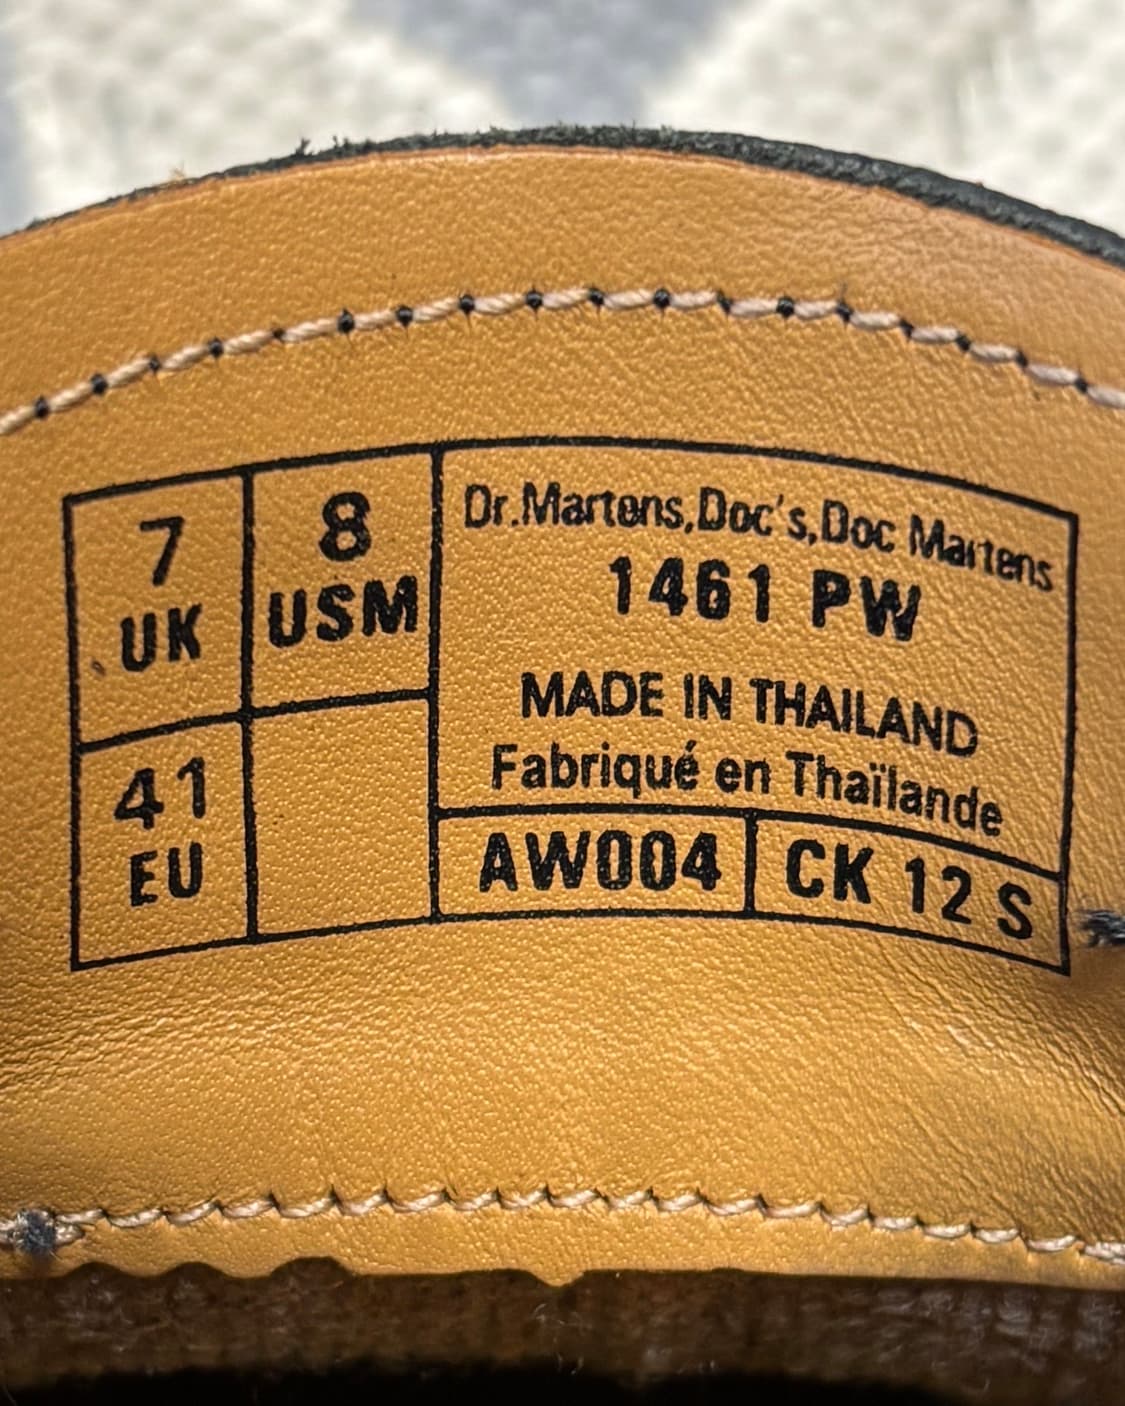 7
UK
8
USM
41
EU
Dr.Martens,Doc's,Doc Martens
1461 PW
MADE IN THAILAND
Fabriqué en Thaïlande
AW004
CK 12 S